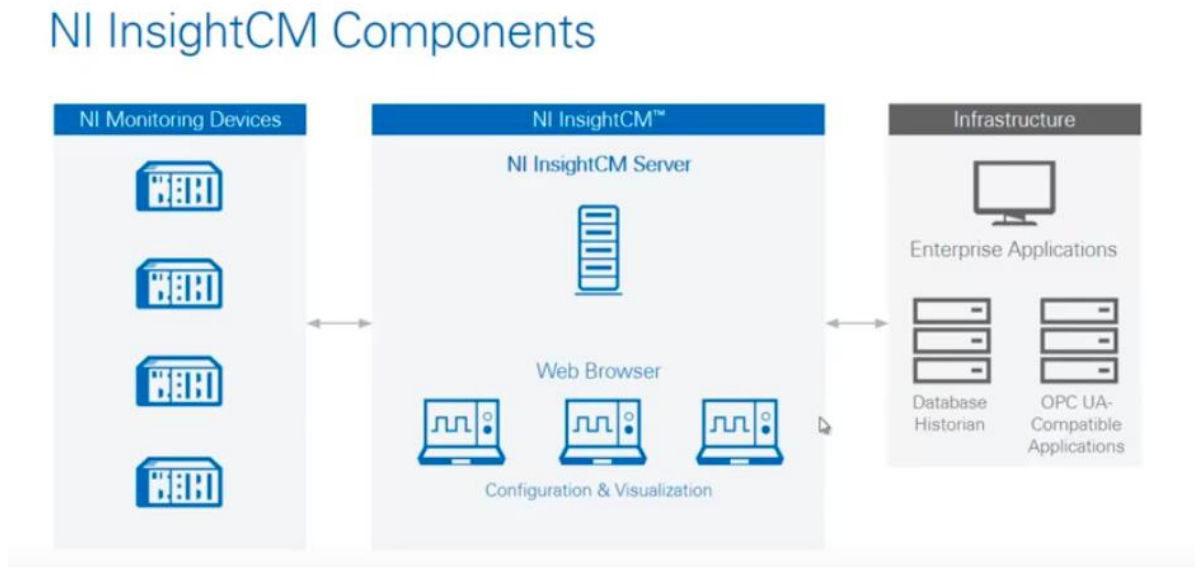 NI InsightCM Components
NI Monitoring Devices
NI InsightCM™
NI InsightCM Server
Web Browser
Configuration & Visualization
Infrastructure
Enterprise Applications
Database
Historian
OPC UA-
Compatible
Applications